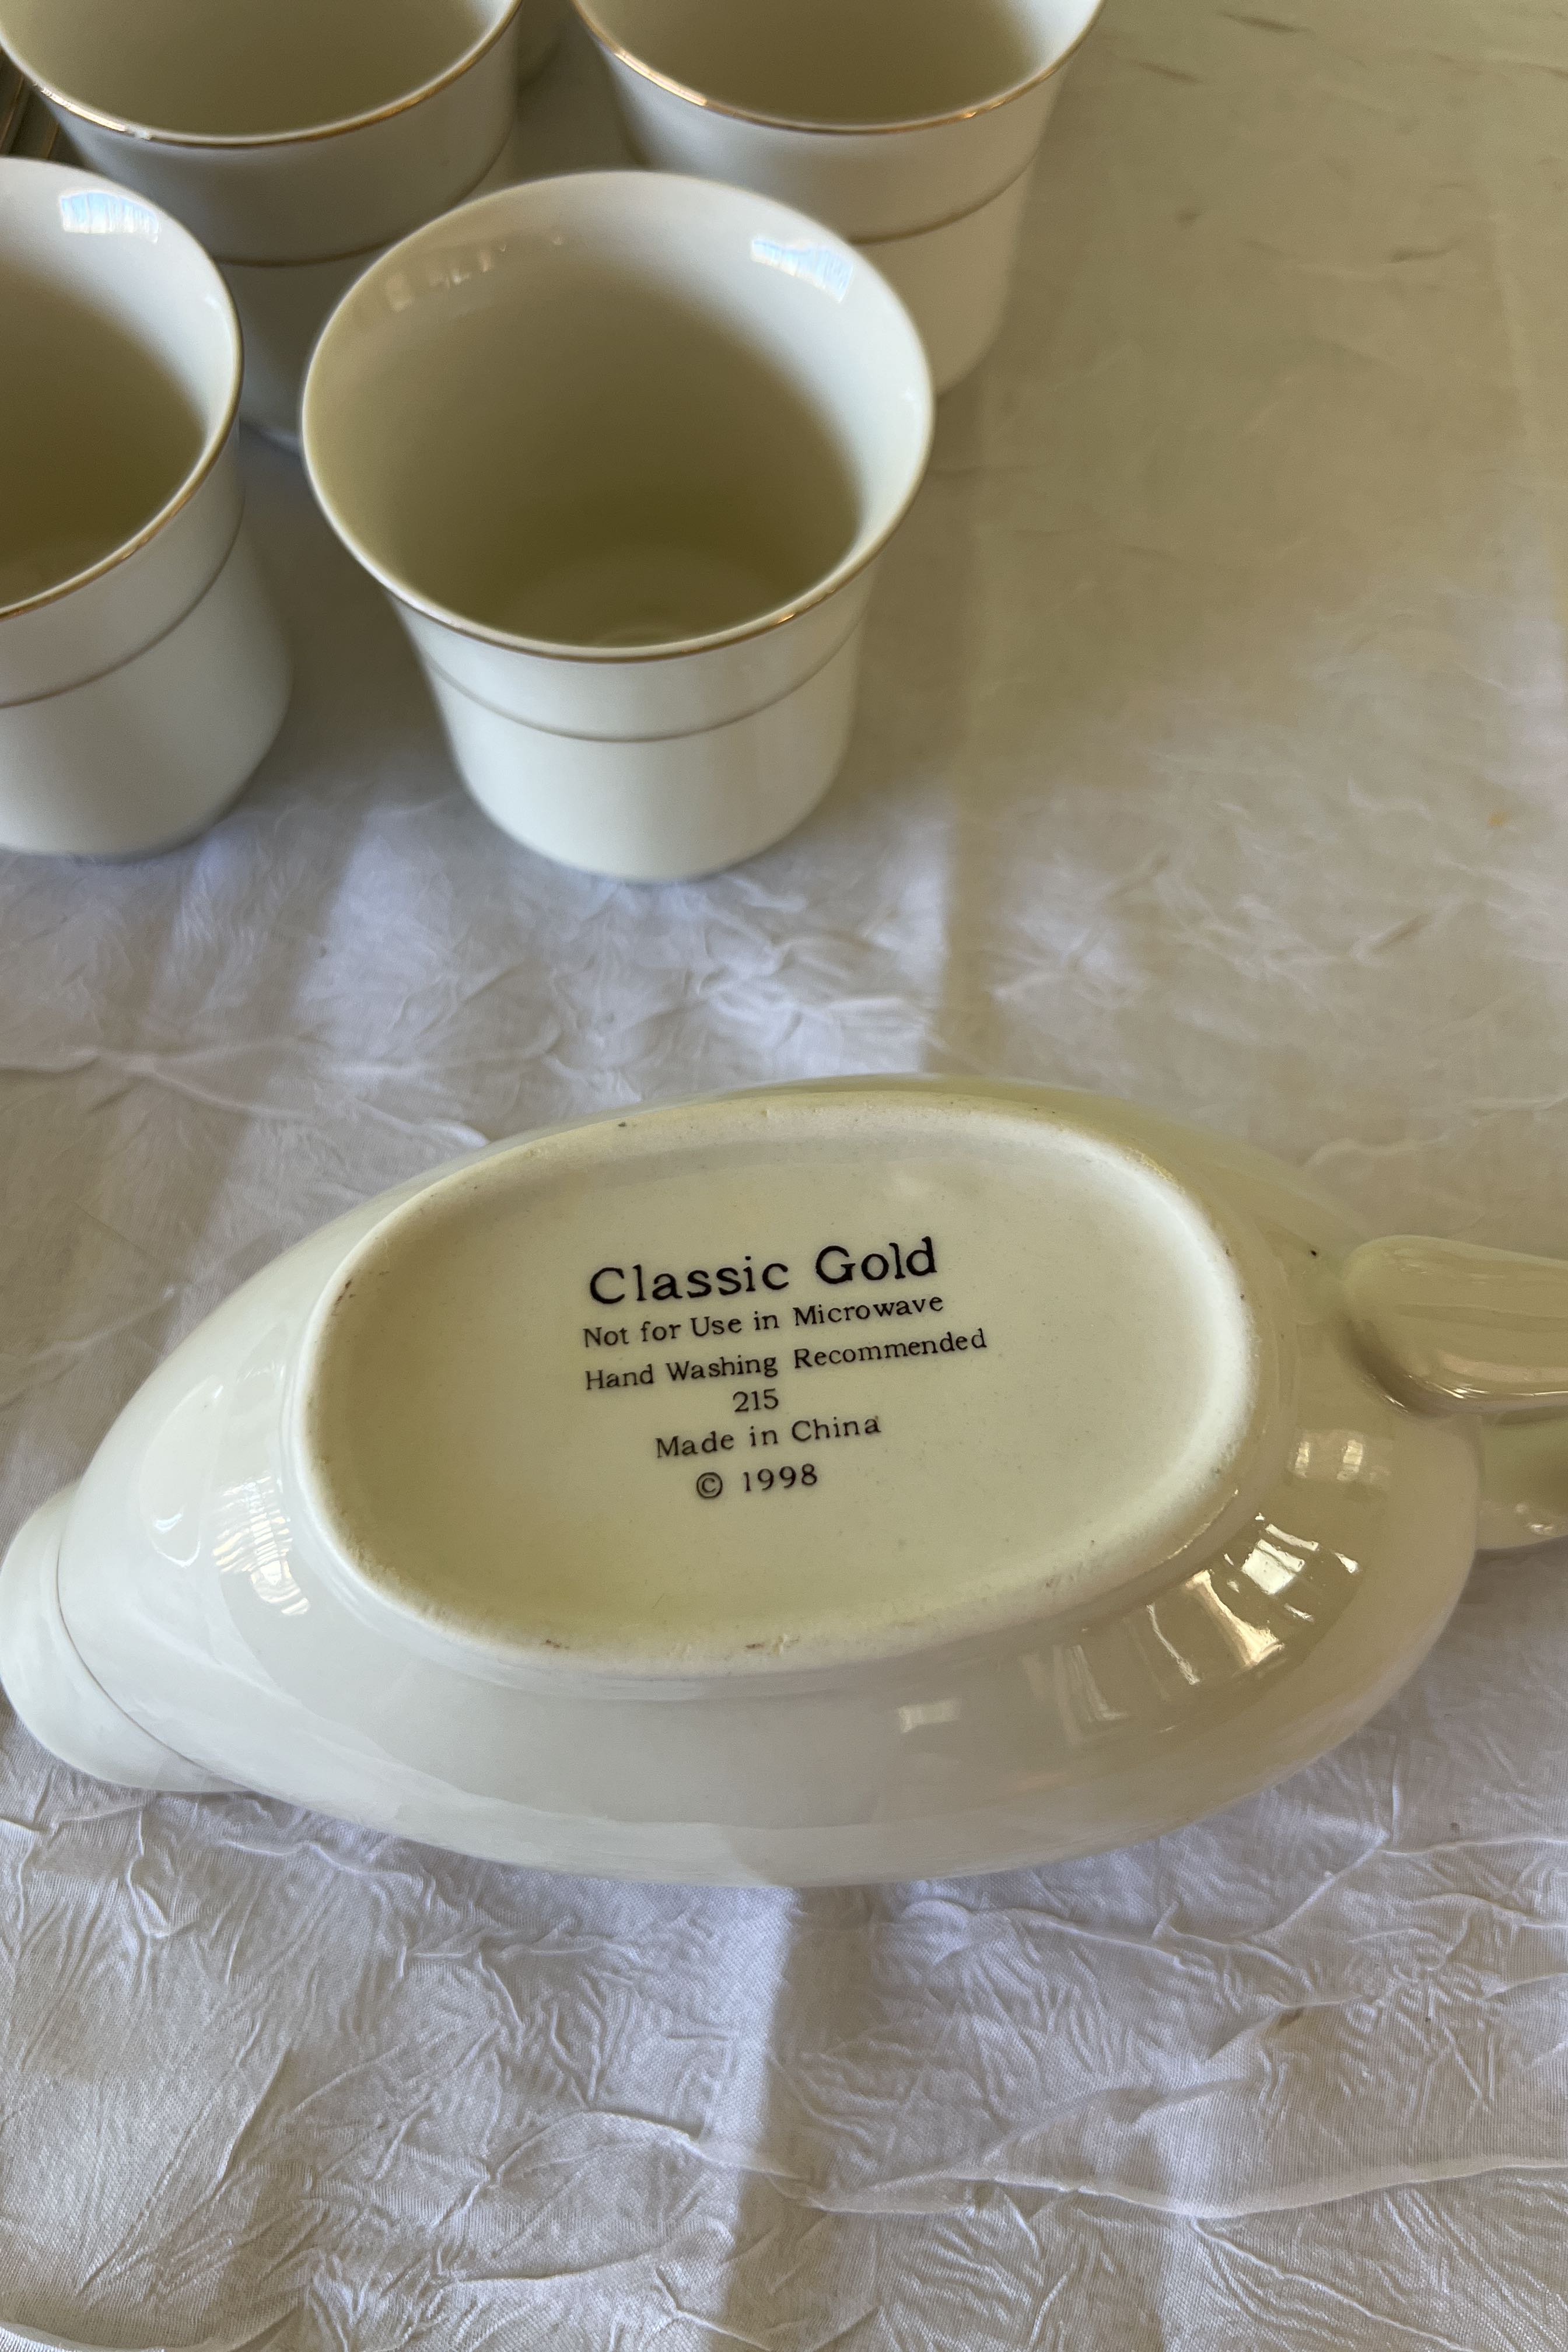 Classic Gold
Not for Use in Microwave
Hand Washing Recommended
215
Made in China
© 1998